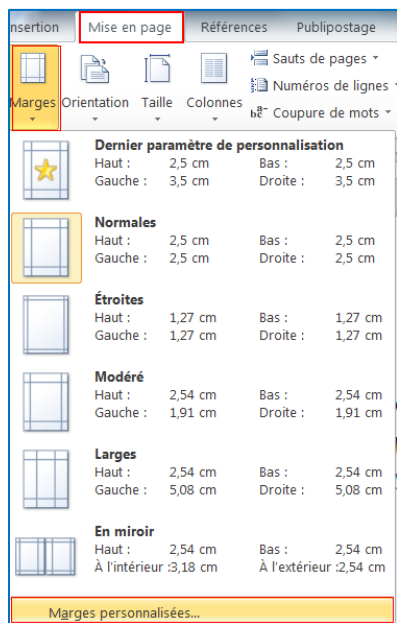 nsertion Mise en page Références Publipostage
Marges Orientation Taille Colonnes Sauts de pages
Numéros de lignes
Coupure de mots
Dernier paramètre de personnalisation
Haut : 2,5 cm Bas : 2,5 cm
Gauche : 3,5 cm Droite : 3,5 cm
Normales
Haut : 2,5 cm Bas : 2,5 cm
Gauche : 2,5 cm Droite : 2,5 cm
Étroites
Haut : 1,27 cm Bas : 1,27 cm
Gauche : 1,27 cm Droite : 1,27 cm
Modéré
Haut : 2,54 cm Bas : 2,54 cm
Gauche : 1,91 cm Droite : 1,91 cm
Larges
Haut : 2,54 cm Bas : 2,54 cm
Gauche : 5,08 cm Droite : 5,08 cm
En miroir
Haut : 2,54 cm Bas : 2,54 cm
À l'intérieur :3,18 cm À l'extérieur :2,54 cm
Marges personnalisées...